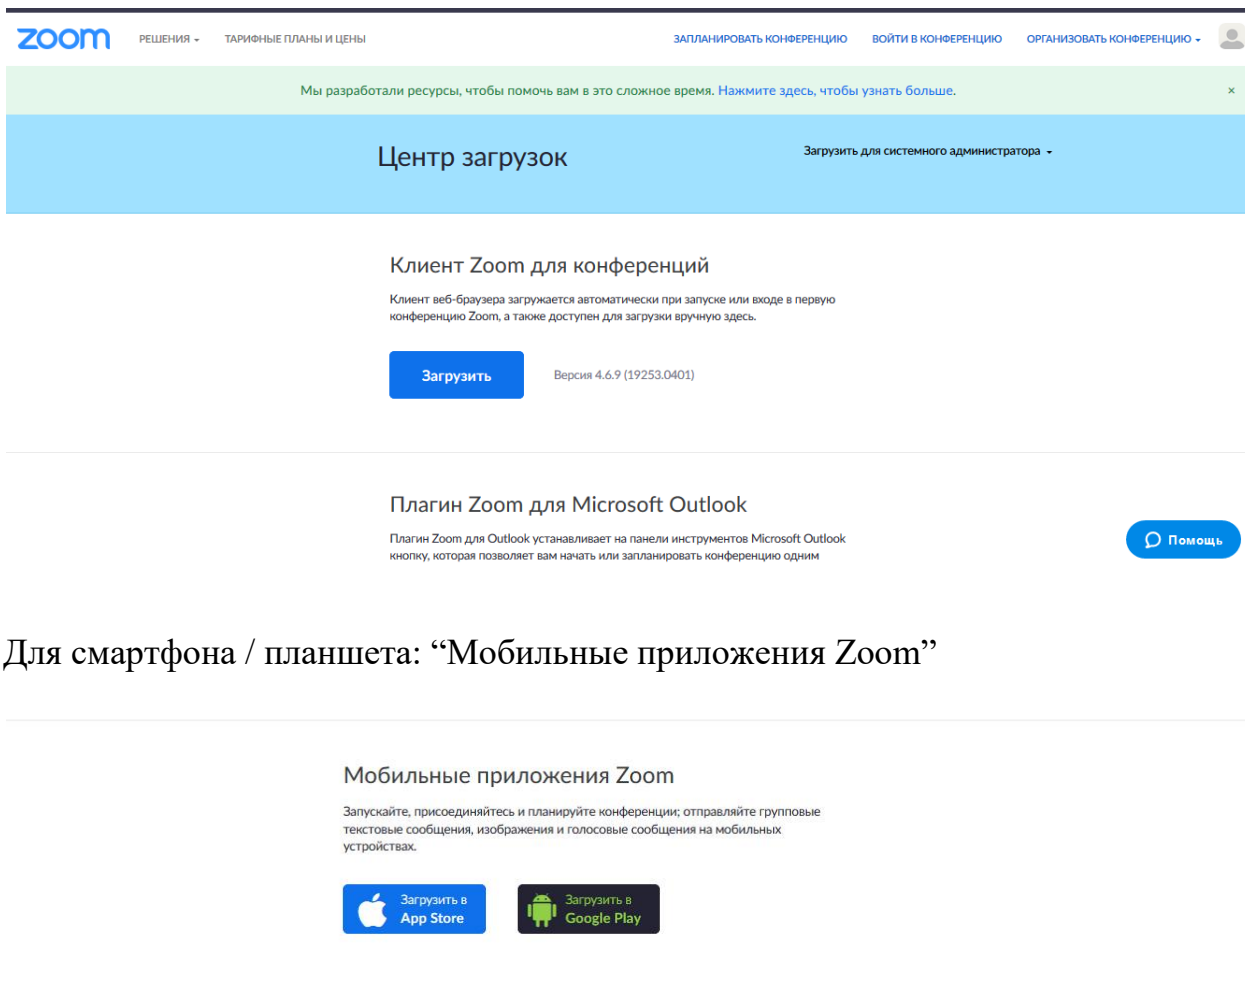 zoom РЕШЕНИЯ ТАРИФНЫЕ ПЛАНЫ И ЦЕНЫ ЗАПЛАНИРОВАТЬ КОНФЕРЕНЦИЮ ВОЙТИ В КОНФЕРЕНЦИЮ ОРГАНИЗОВАТЬ КОНФЕРЕНЦИЮ
Мы разработали ресурсы, чтобы помочь вам в это сложное время. Нажмите здесь, чтобы узнать больше. ×
Центр загрузок Загрузить для системного администратора
Клиент Zoom для конференций
Клиент веб-браузера загружается автоматически при запуске или входе в первую
конференцию Zoom, а также доступен для загрузки вручную здесь.
Загрузить Версия 4.6.9 (19253.0401)
Плагин Zoom для Microsoft Outlook
Плагин Zoom для Outlook устанавливает на панели инструментов Microsoft Outlook
кнопку, которая позволяет вам начать или запланировать конференцию одним
Помощь
Для смартфона / планшета: “Мобильные приложения Zoom”
Мобильные приложения Zoom
Запускайте, присоединяйтесь и планируйте конференции; отправляйте групповые
текстовые сообщения, изображения и голосовые сообщения на мобильных
устройствах.
Загрузить в App Store
Загрузить в Google Play